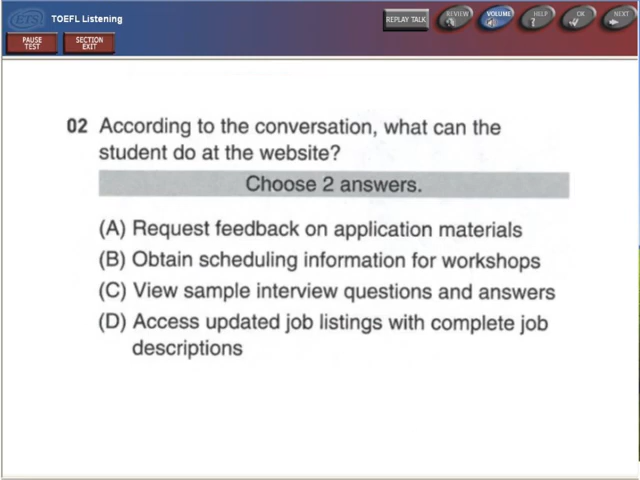 ETS TOEFL Listening
REPLAY TALK
REVIEW
VOLUME
HELP
?
OK
NEXT
PAUSE
TEST
SECTION
EXIT
02 According to the conversation, what can the
student do at the website?
Choose 2 answers.
(A) Request feedback on application materials
(B) Obtain scheduling information for workshops
(C) View sample interview questions and answers
(D) Access updated job listings with complete job
descriptions